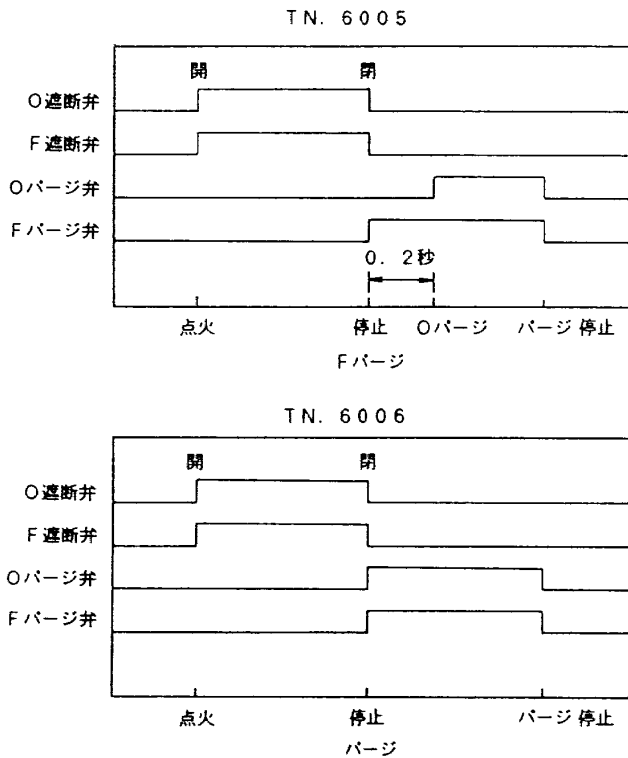 TN. 6005
開 閉
O遮断弁
F遮断弁
Oパージ弁
Fパージ弁
0. 2秒
点火 停止 Oパージ パージ 停止
Fパージ
TN. 6006
開 閉
O遮断弁
F遮断弁
Oパージ弁
Fパージ弁
点火 停止 パージ 停止
パージ